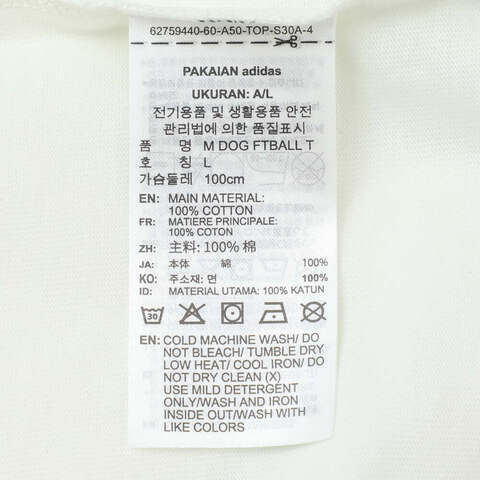 62759440-60-A50-TOP-S30A-4
PAKAIAN adidas
UKURAN: A/L
전기용품 및 생활용품 안전
관리법에 의한 품질표시
품 명 M DOG FTBALL T
호 칭 L
가슴둘레 100cm
EN: MAIN MATERIAL:
100% COTTON
FR: MATIERE PRINCIPALE:
100% COTON
ZH: 主料: 100% 棉
JA: 本体 綿 100%
KO: 주소재: 면 100%
ID: MATERIAL UTAMA: 100% KATUN
30
EN: COLD MACHINE WASH/ DO
NOT BLEACH/ TUMBLE DRY
LOW HEAT/ COOL IRON/ DO
NOT DRY CLEAN (X)
USE MILD DETERGENT
ONLY/WASH AND IRON
INSIDE OUT/WASH WITH
LIKE COLORS